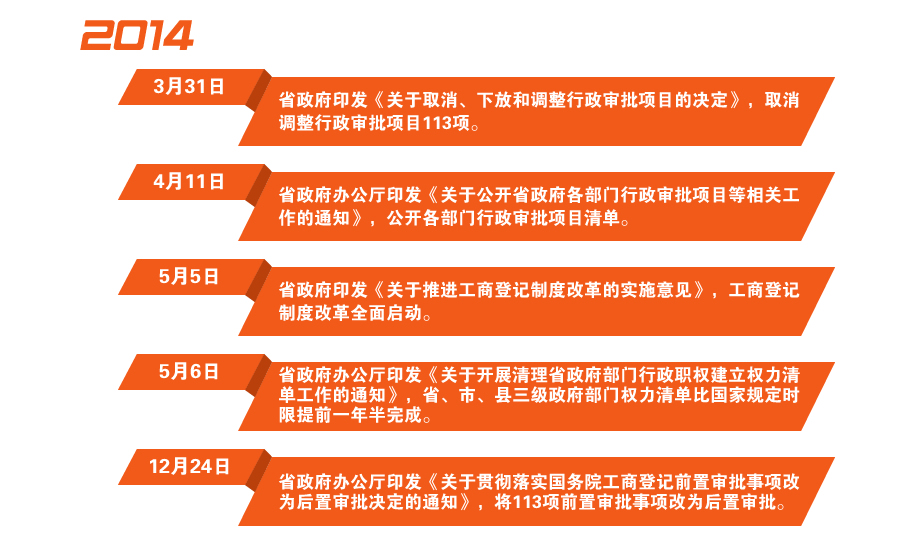 2014
3月31日
省政府印发《关于取消、下放和调整行政审批项目的决定》，取消
调整行政审批项目113项。
4月11日
省政府办公厅印发《关于公开省政府各部门行政审批项目等相关工
作的通知》，公开各部门行政审批项目清单。
5月5日
省政府印发《关于推进工商登记制度改革的实施意见》，工商登记
制度改革全面启动。
5月6日
省政府办公厅印发《关于开展清理省政府部门行政职权建立权力清
单工作的通知》，省、市、县三级政府部门权力清单比国家规定时
限提前一年半完成。
12月24日
省政府办公厅印发《关于贯彻落实国务院工商登记前置审批事项改
为后置审批决定的通知》，将113项前置审批事项改为后置审批。